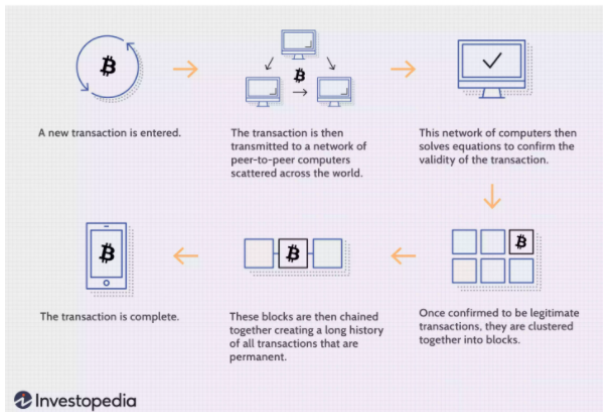 A new transaction is entered.
The transaction is then
transmitted to a network of
peer-to-peer computers
scattered across the world.
This network of computers then
solves equations to confirm the
validity of the transaction.
The transaction is complete.
These blocks are then chained
together creating a long history
of all transactions that are
permanent.
Once confirmed to be legitimate
transactions, they are clustered
together into blocks.
Investopedia